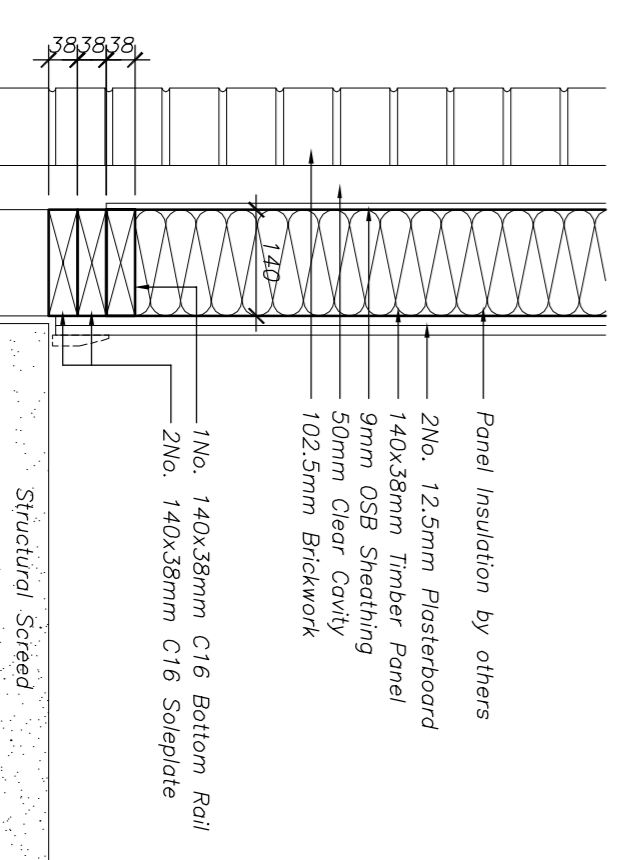 Panel Insulation by others
2No. 12.5mm Plasterboard
140x38mm Timber Panel
9mm OSB Sheathing
50mm Clear Cavity
102.5mm Brickwork
140
1No. 140x38mm C16 Bottom Rail
2No. 140x38mm C16 Soleplate
38
38
38
Structural Screed